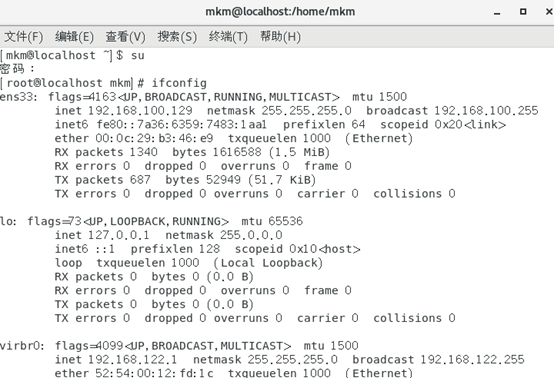 mkm@localhost:/home/mkm
文件(F) 编辑(E) 查看(V) 搜索(S) 终端(T) 帮助(H)
[mkm@localhost ~]$ su
密码：
[root@localhost mkm]# ifconfig
ens33: flags=4163<UP,BROADCAST,RUNNING,MULTICAST>  mtu 1500
        inet 192.168.100.129  netmask 255.255.255.0  broadcast 192.168.100.255
        inet6 fe80::7a36:6359:7483:1aa1  prefixlen 64  scopeid 0x20<link>
        ether 00:0c:29:b3:46:e9  txqueuelen 1000  (Ethernet)
        RX packets 1340  bytes 1616588 (1.5 MiB)
        RX errors 0  dropped 0  overruns 0  frame 0
        TX packets 687  bytes 52949 (51.7 KiB)
        TX errors 0  dropped 0 overruns 0  carrier 0  collisions 0
lo: flags=73<UP,LOOPBACK,RUNNING>  mtu 65536
        inet 127.0.0.1  netmask 255.0.0.0
        inet6 ::1  prefixlen 128  scopeid 0x10<host>
        loop  txqueuelen 1000  (Local Loopback)
        RX packets 0  bytes 0 (0.0 B)
        RX errors 0  dropped 0  overruns 0  frame 0
        TX packets 0  bytes 0 (0.0 B)
        TX errors 0  dropped 0 overruns 0  carrier 0  collisions 0
virbr0: flags=4099<UP,BROADCAST,MULTICAST>  mtu 1500
        inet 192.168.122.1  netmask 255.255.255.0  broadcast 192.168.122.255
        ether 52:54:00:12:fd:1c  txqueuelen 1000  (Ethernet)